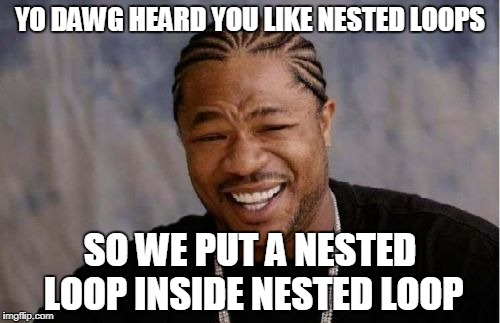 YO DAWG HEARD YOU LIKE NESTED LOOPS
SO WE PUT A NESTED
LOOP INSIDE NESTED LOOP
imgflip.com